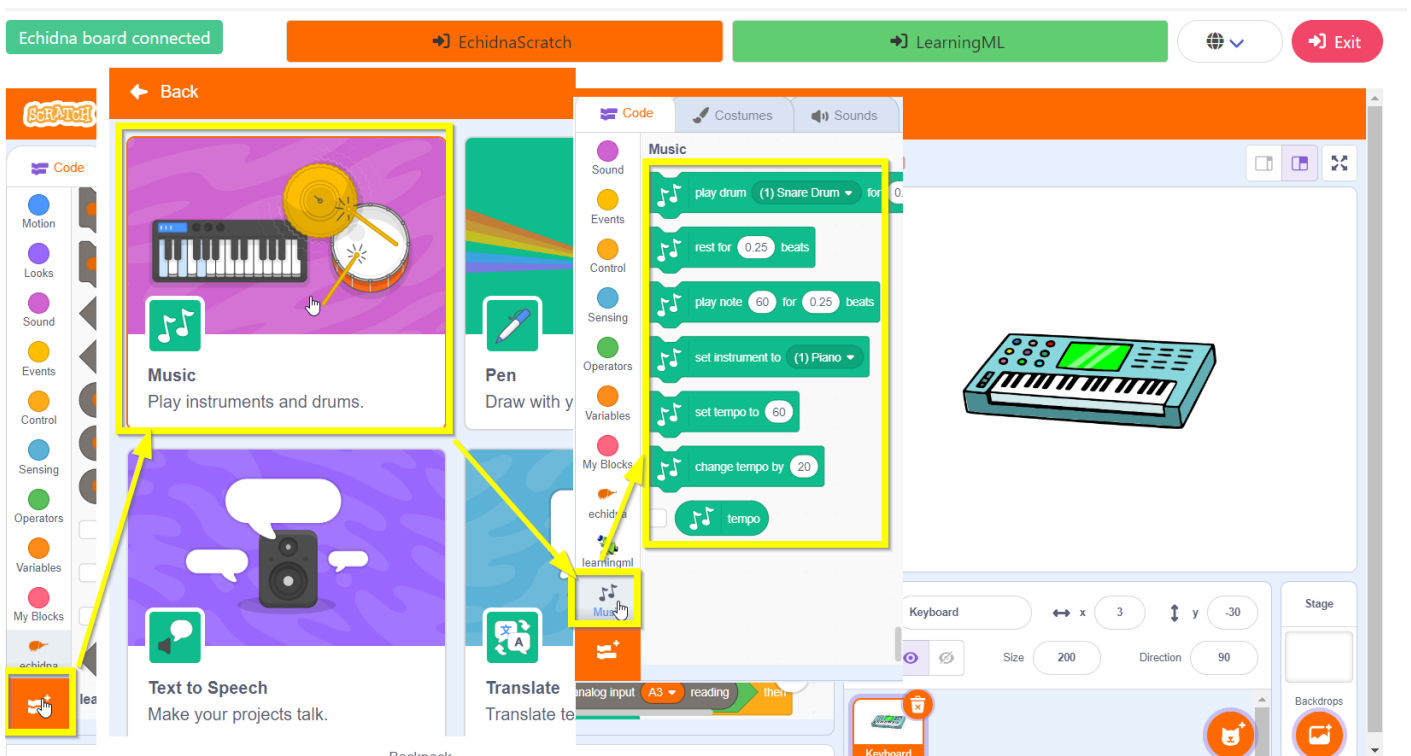 Echidna board connected
EchidnaScratch
LearningML
Exit
SCRATCH
Code
Motion
Looks
Sound
Events
Control
Sensing
Operators
Variables
My Blocks
echidna
lea
Back
Music
Play instruments and drums.
Pen
Draw with y
Text to Speech
Make your projects talk.
Translate
Translate te
Backpack
Code
Costumes
Sounds
Sound
Events
Control
Sensing
Operators
Variables
My Blocks
echidna
learningml
Mus
Music
play drum (1) Snare Drum for 0.
rest for 0.25 beats
play note 60 for 0.25 beats
set instrument to (1) Piano
set tempo to 60
change tempo by 20
tempo
analog input A3 reading then
Keyboard x 3 y -30
Size 200 Direction 90
Keyboard
Stage
Backdrops